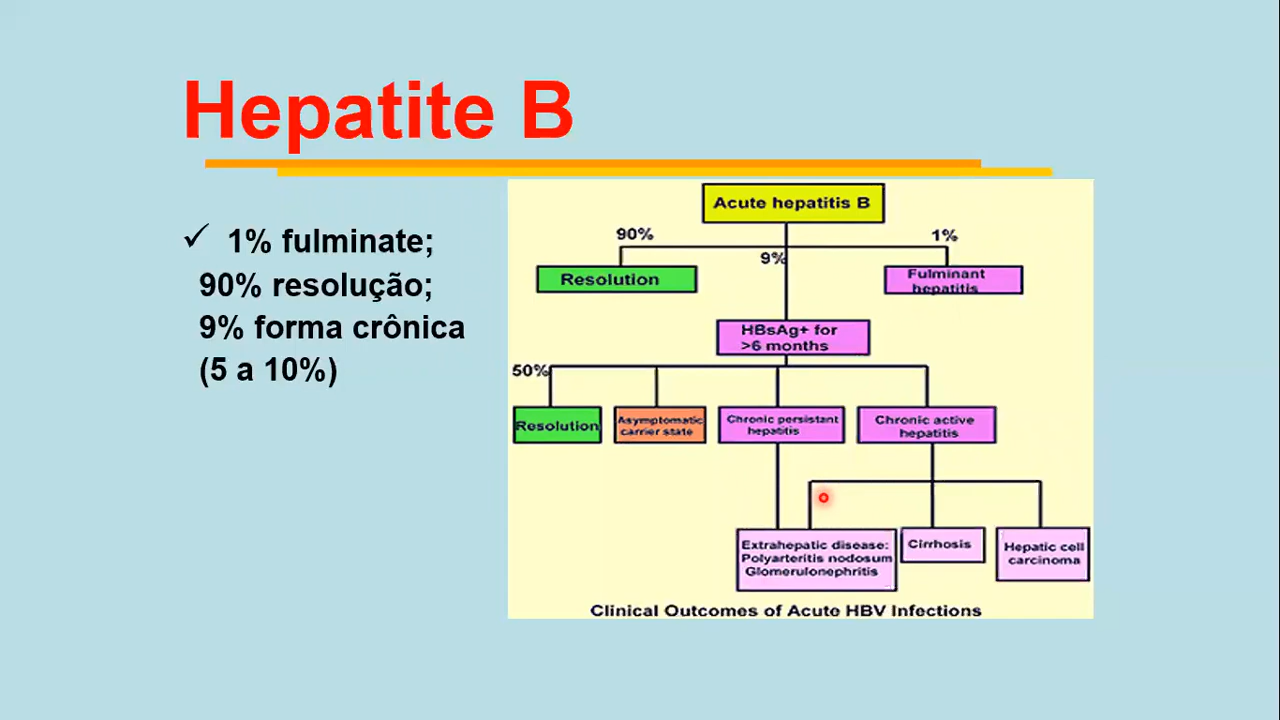 Hepatite B
✓ 1% fulminate;
90% resolução;
9% forma crônica
(5 a 10%)
Acute hepatitis B
90%
1%
9%
Resolution
Fulminant
hepatitis
HBsAg+ for
>6 months
50%
Resolution
Asymptomatic
carrier state
Chronic persistant
hepatitis
Chronic active
hepatitis
Extrahepatic disease:
Polyarteritis nodosum
Glomerulonephritis
Cirrhosis
Hepatic cell
carcinoma
Clinical Outcomes of Acute HBV Infections